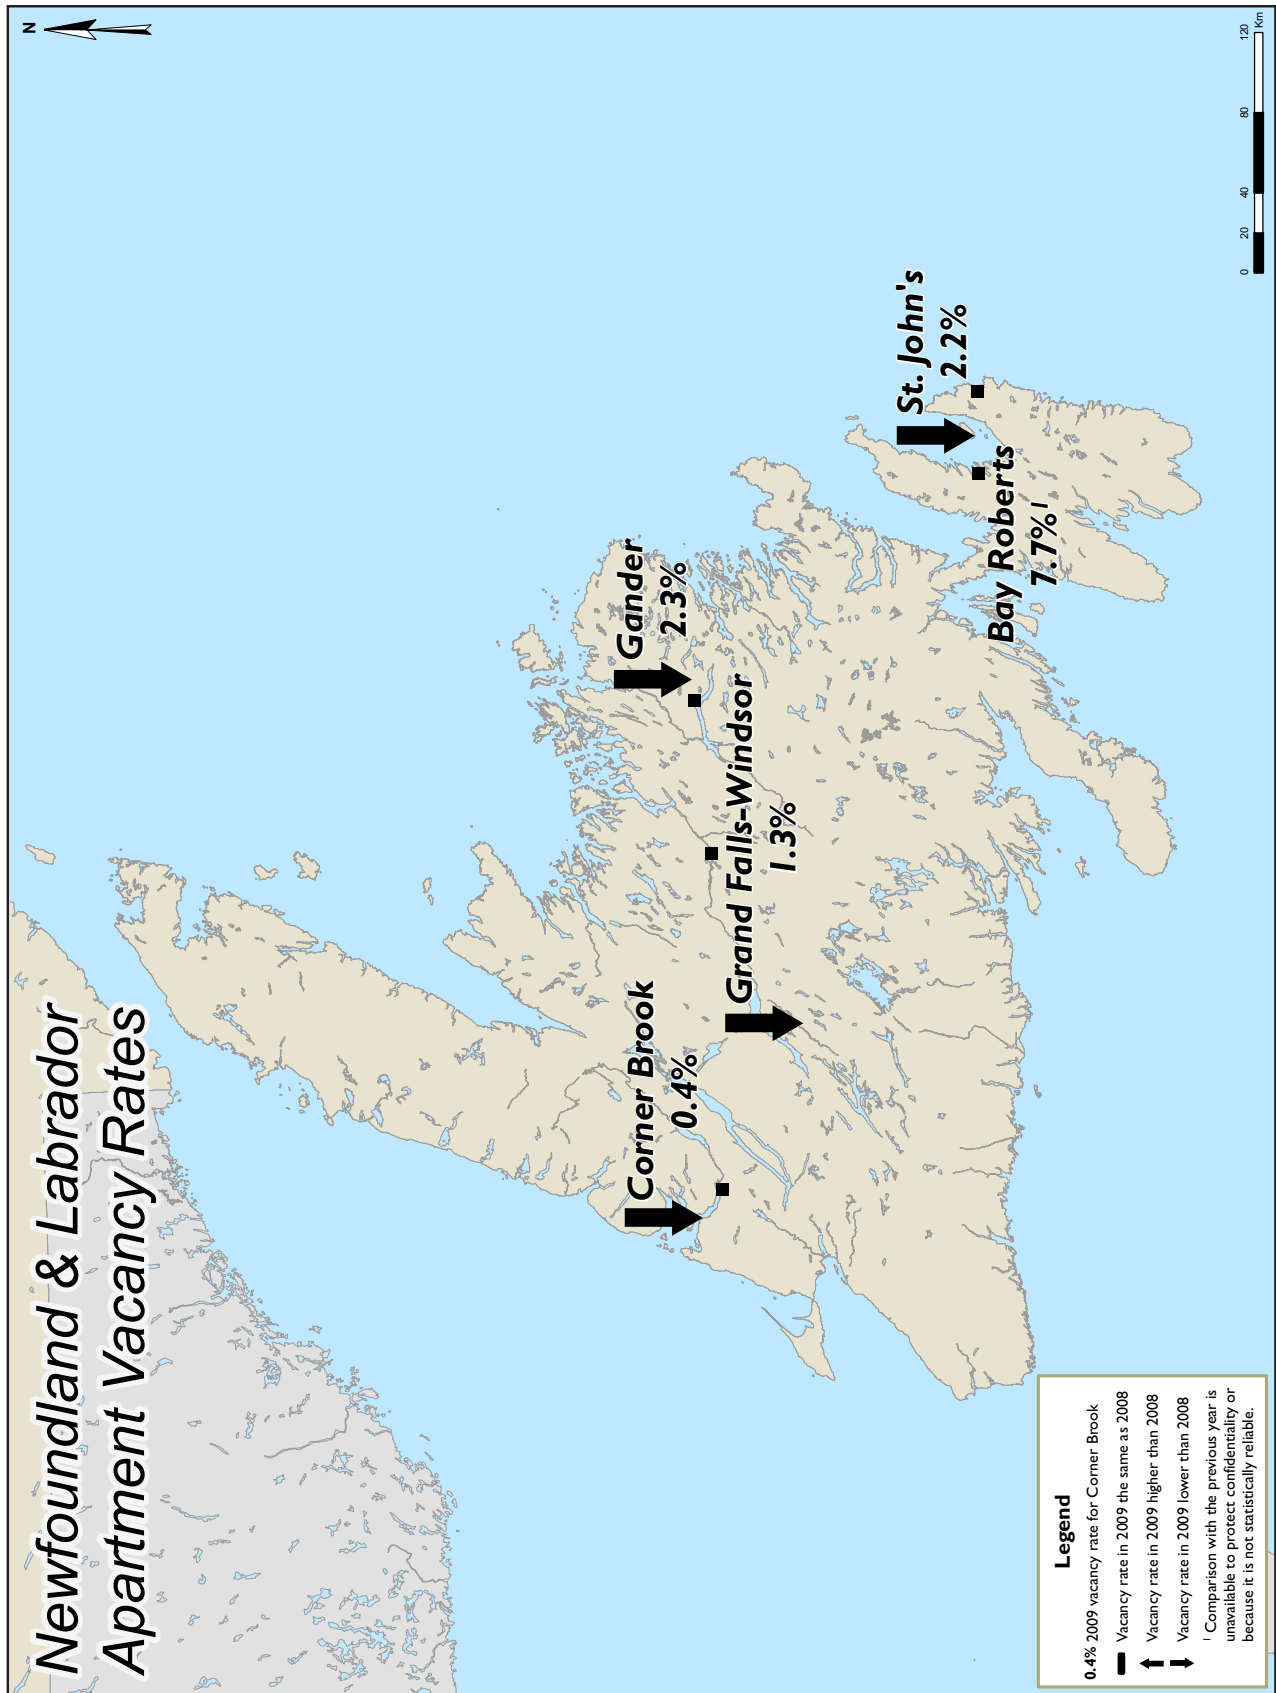 Newfoundland & Labrador
Apartment Vacancy Rates
N
Corner Brook
0.4%
Gander
2.3%
Grand Falls-Windsor
1.3%
St. John's
2.2%
Bay Roberts
7.7%¹
Legend
0.4% 2009 vacancy rate for Corner Brook
Vacancy rate in 2009 the same as 2008
Vacancy rate in 2009 higher than 2008
Vacancy rate in 2009 lower than 2008
¹ Comparison with the previous year is
unavailable to protect confidentiality or
because it is not statistically reliable.
0 20 40 80 120
Km